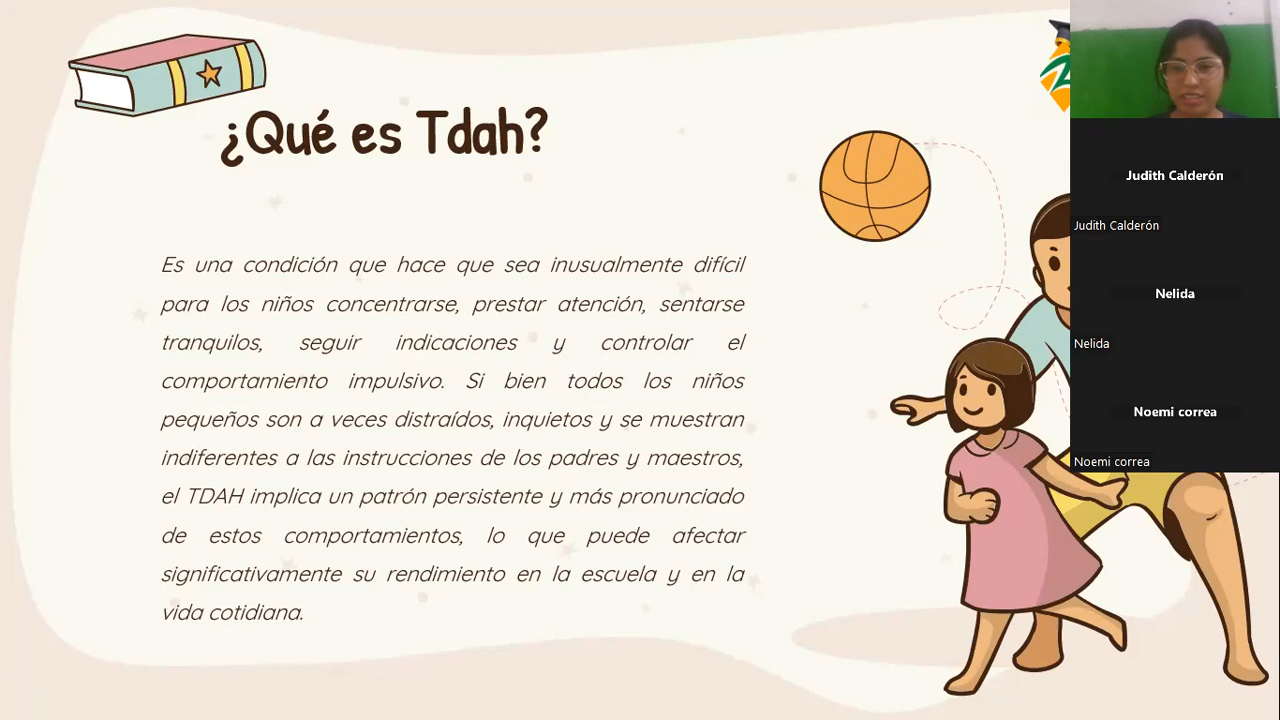 ¿Qué es Tdah?
Es una condición que hace que sea inusualmente difícil
para los niños concentrarse, prestar atención, sentarse
tranquilos, seguir indicaciones y controlar el
comportamiento impulsivo. Si bien todos los niños
pequeños son a veces distraídos, inquietos y se muestran
indiferentes a las instrucciones de los padres y maestros,
el TDAH implica un patrón persistente y más pronunciado
de estos comportamientos, lo que puede afectar
significativamente su rendimiento en la escuela y en la
vida cotidiana.
Judith Calderón
Judith Calderón
Nelida
Nelida
Noemi correa
Noemi correa